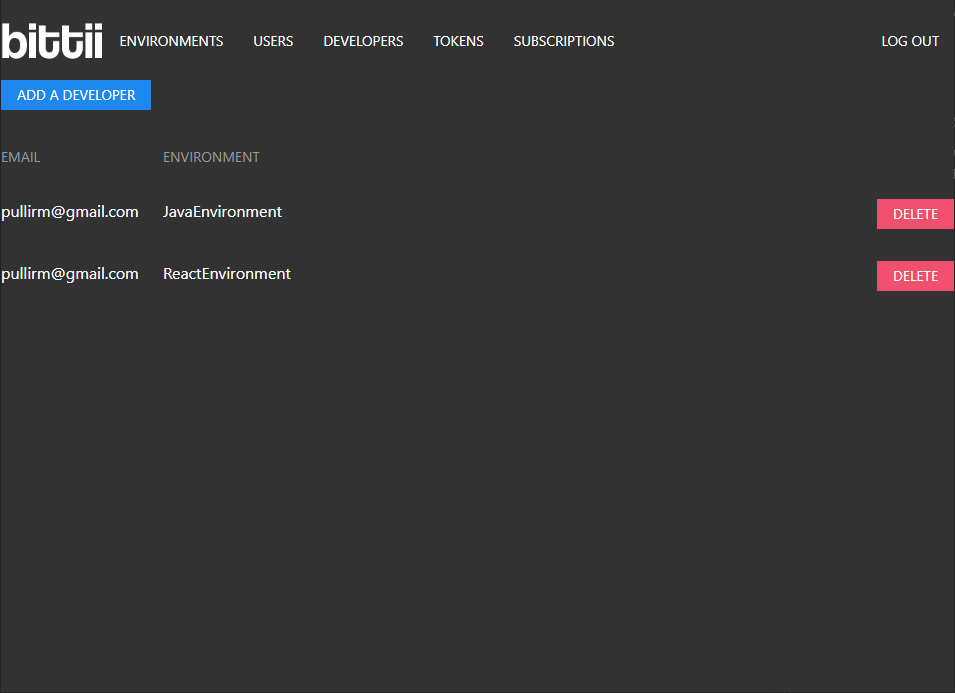 bittii ENVIRONMENTS USERS DEVELOPERS TOKENS SUBSCRIPTIONS LOG OUT
ADD A DEVELOPER
EMAIL ENVIRONMENT
pullirm@gmail.com JavaEnvironment DELETE
pullirm@gmail.com ReactEnvironment DELETE